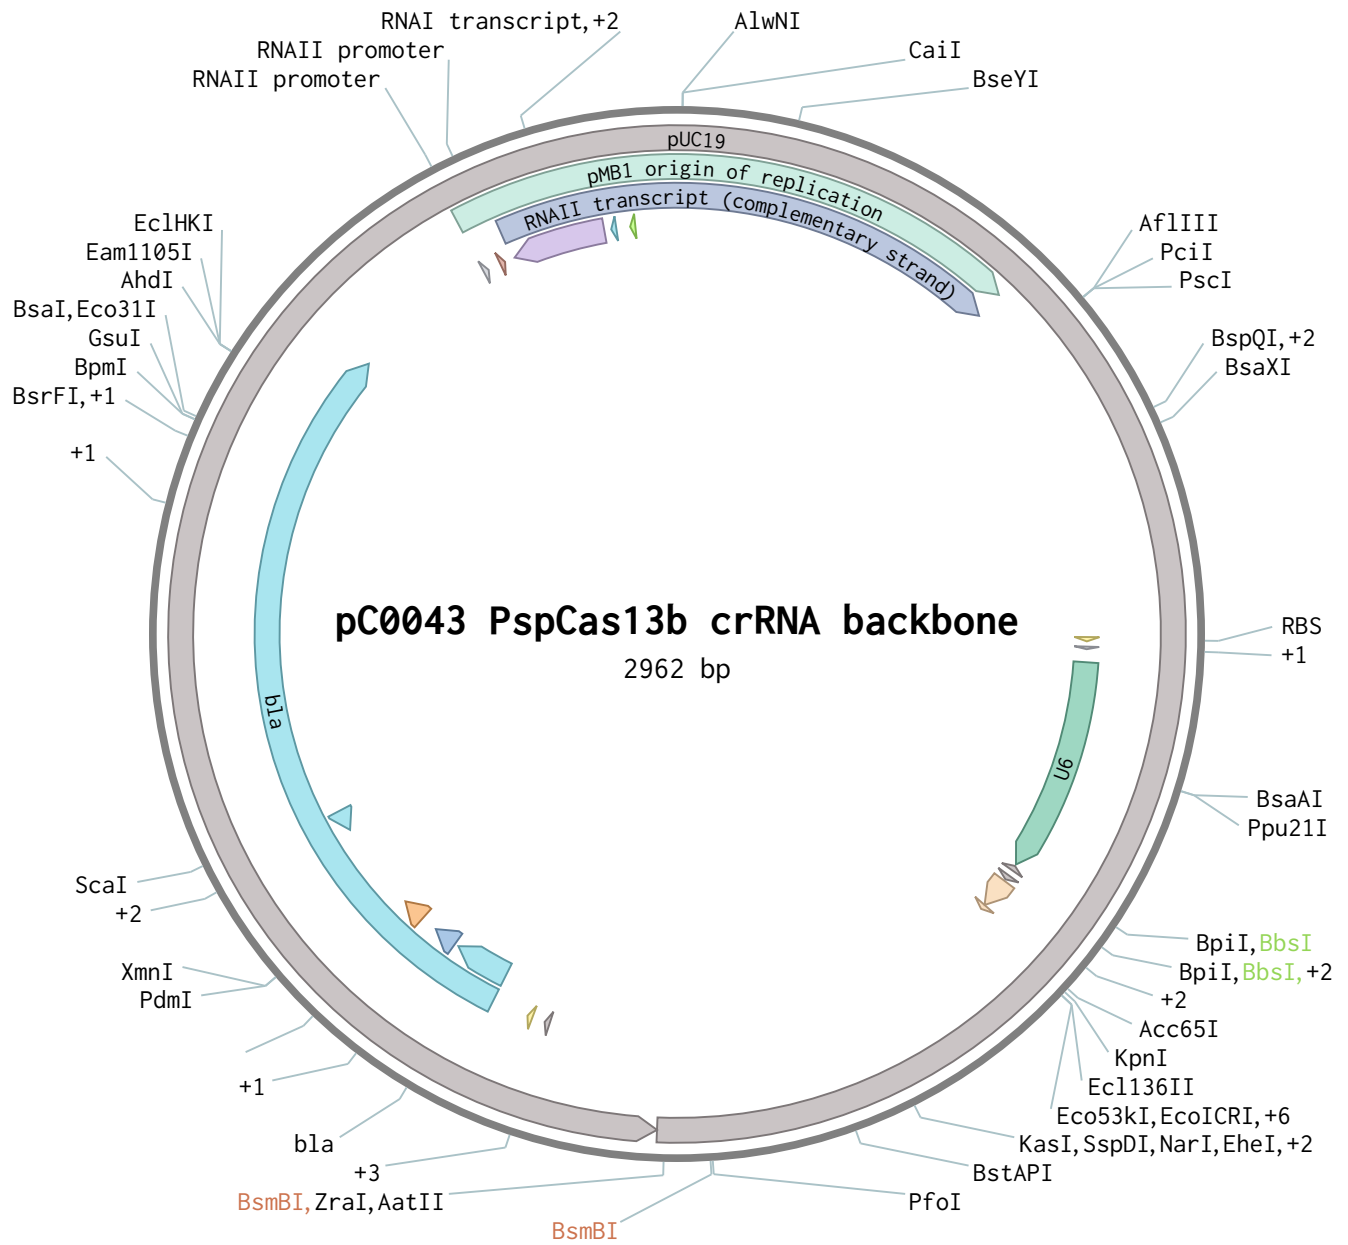 RNAI transcript,+2
AlwNI
RNAII promoter
CaiI
RNAII promoter
BseYI
pUC19
pMB1 origin of replication
RNAII transcript (complementary strand)
EclHKI
AflIII
Eam1105I
PciI
AhdI
PscI
BsaI,Eco31I
GsuI
BspQI,+2
BpmI
BsaXI
BsrFI,+1
+1
pC0043 PspCas13b crRNA backbone
2962 bp
RBS
+1
bla
U6
BsaAI
Ppu21I
ScaI
+2
BpiI,BbsI
XmnI
BpiI,BbsI,+2
PdmI
+2
Acc65I
KpnI
+1
Ecl136II
Eco53kI,EcoICRI,+6
bla
KasI,SspDI,NarI,EheI,+2
+3
BstAPI
BsmBI,ZraI,AatII
PfoI
BsmBI